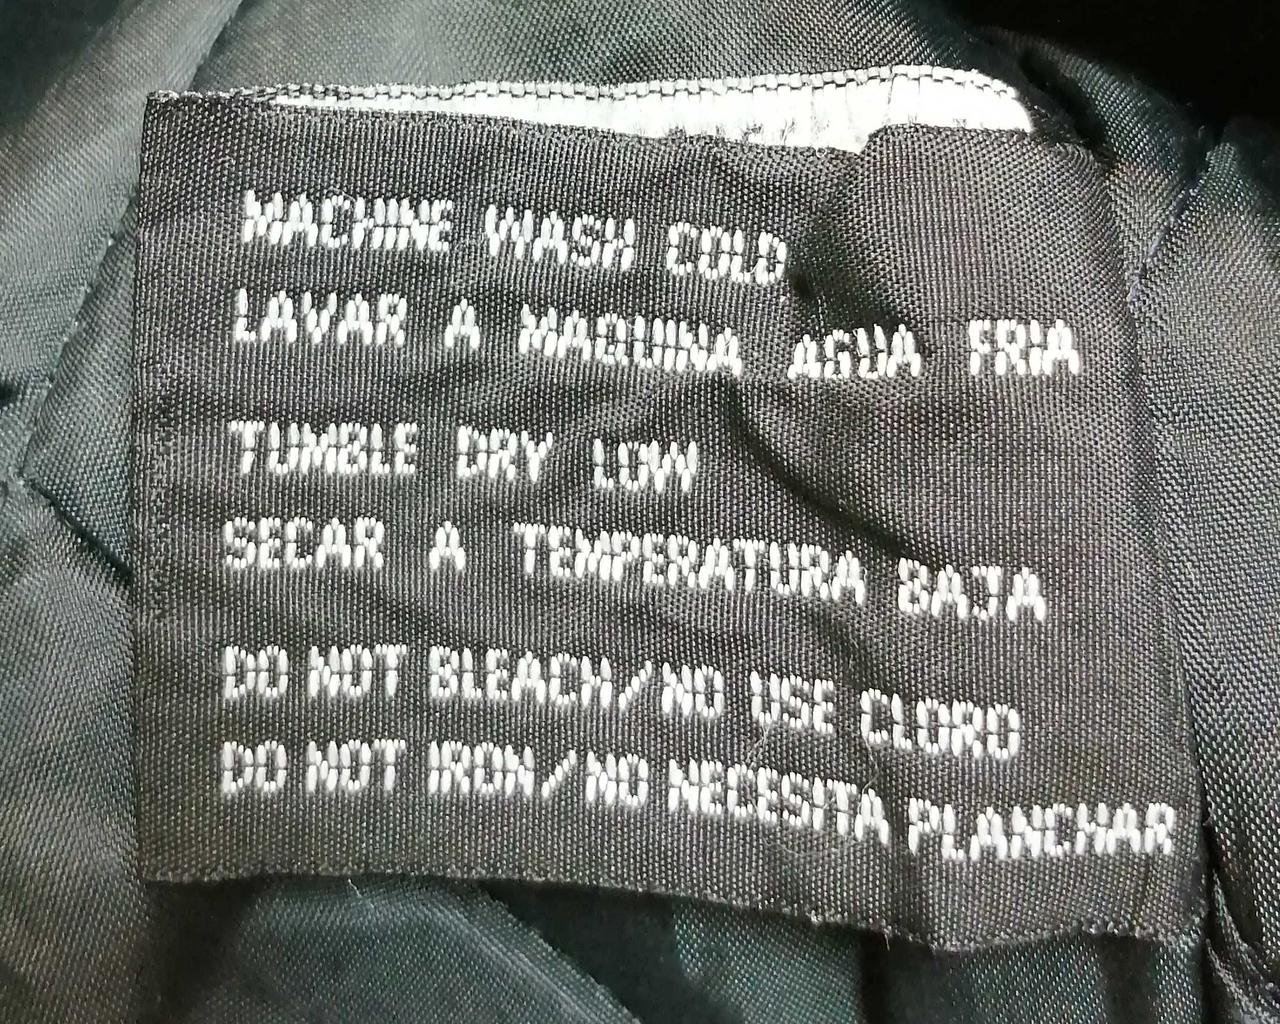 MACHINE WASH COLD
LAVAR A MAQUINA AGUA FRIA
TUMBLE DRY LOW
SECAR A TEMPERATURA BAJA
DO NOT BLEACH/NO USE CLORO
DO NOT IRON/NO NECESITA PLANCHAR